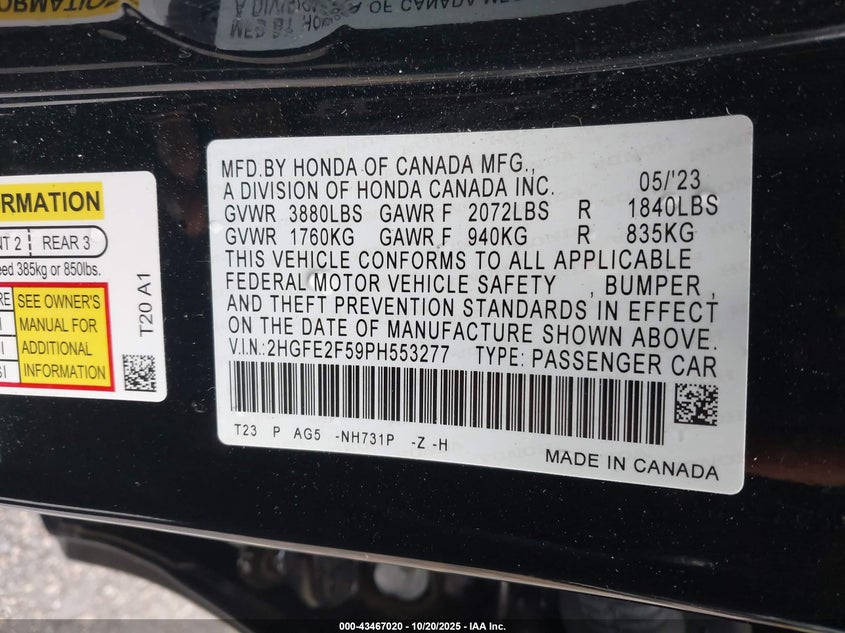 MFD.BY HONDA OF CANADA MFG.,
A DIVISION OF HONDA CANADA INC. 05/'23
GVWR 3880LBS GAWR F 2072LBS R 1840LBS
GVWR 1760KG GAWR F 940KG R 835KG
THIS VEHICLE CONFORMS TO ALL APPLICABLE
FEDERAL MOTOR VEHICLE SAFETY , BUMPER ,
AND THEFT PREVENTION STANDARDS IN EFFECT
ON THE DATE OF MANUFACTURE SHOWN ABOVE.
V.I.N.:2HGFE2F59PH553277 TYPE: PASSENGER CAR
T23 P AG5 -NH731P -Z -H
MADE IN CANADA
2 REAR 3
385kg or 850lbs.
SEE OWNER'S
MANUAL FOR
ADDITIONAL
INFORMATION
T20 A1
000-43467020 - 10/20/2025 - IAA Inc.